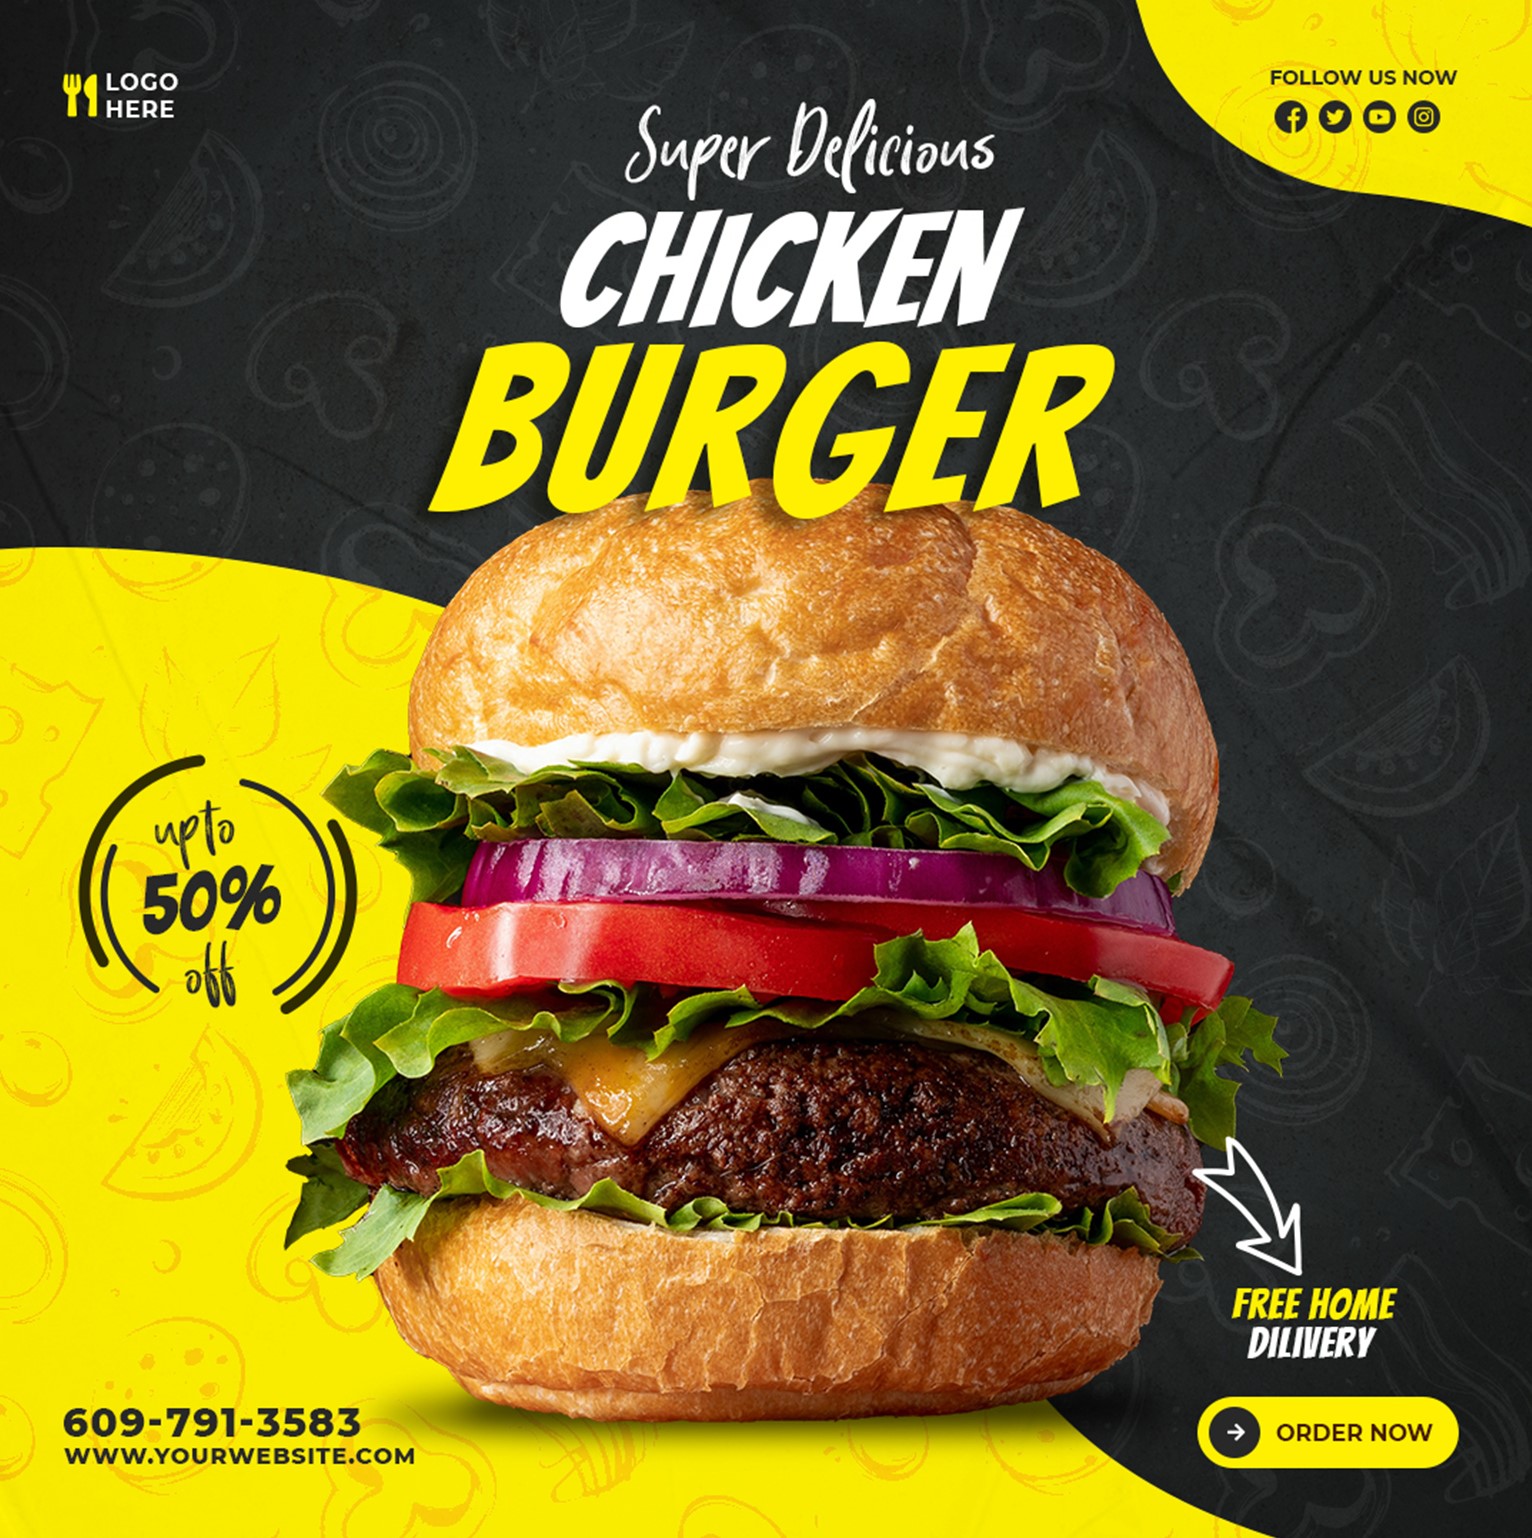 LOGO
HERE
FOLLOW US NOW
Super Delicious
CHICKEN
BURGER
upto
50%
off
FREE HOME
DILIVERY
609-791-3583
WWW.YOURWEBSITE.COM
ORDER NOW